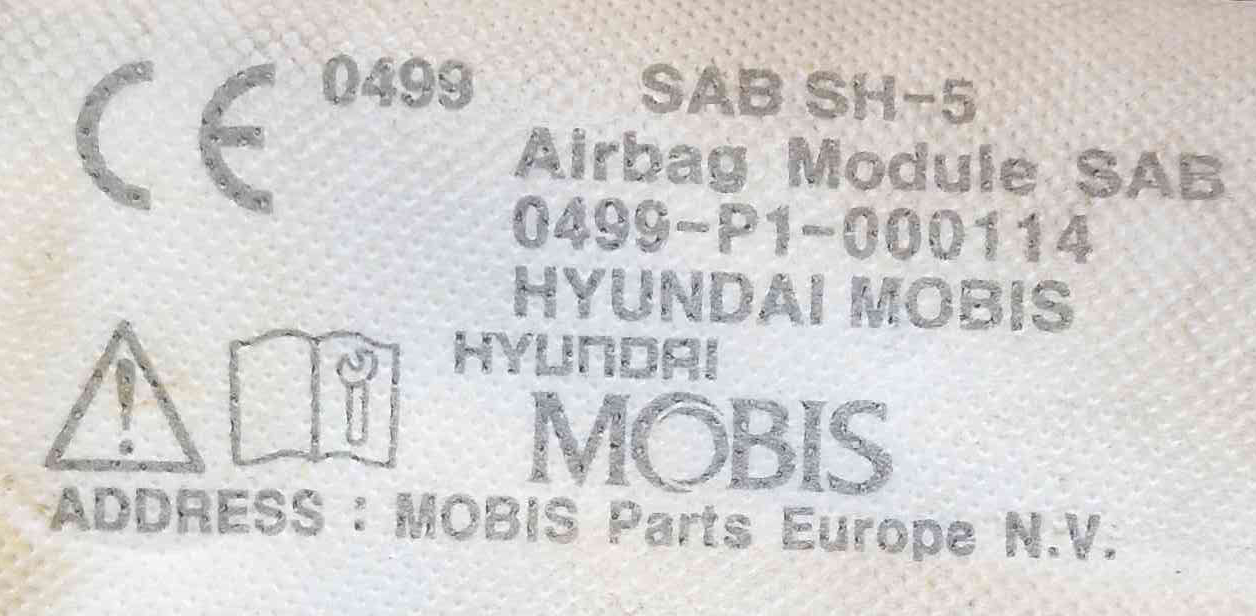 CE 0499 SAB SH-5
Airbag Module SAB
0499-P1-000114
HYUNDAI MOBIS
HYUNDAI
MOBIS
ADDRESS : MOBIS Parts Europe N.V.